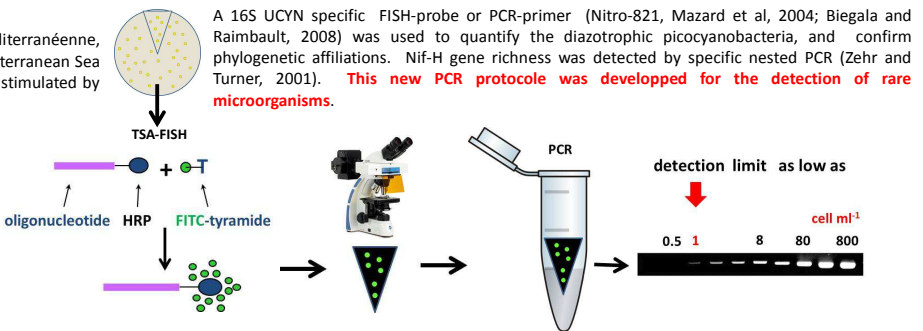 A 16S UCYN specific FISH-probe or PCR-primer (Nitro-821, Mazard et al, 2004; Biegala and
Raimbault, 2008) was used to quantify the diazotrophic picocyanobacteria, and confirm
phylogenetic affiliations. Nif-H gene richness was detected by specific nested PCR (Zehr and
Turner, 2001). This new PCR protocole was developped for the detection of rare
microorganisms.
diterranéenne,
terranean Sea
stimulated by
TSA-FISH
+
T
oligonucleotide HRP FITC-tyramide
PCR
detection limit as low as
cell ml-1
0.5 1 8 80 800